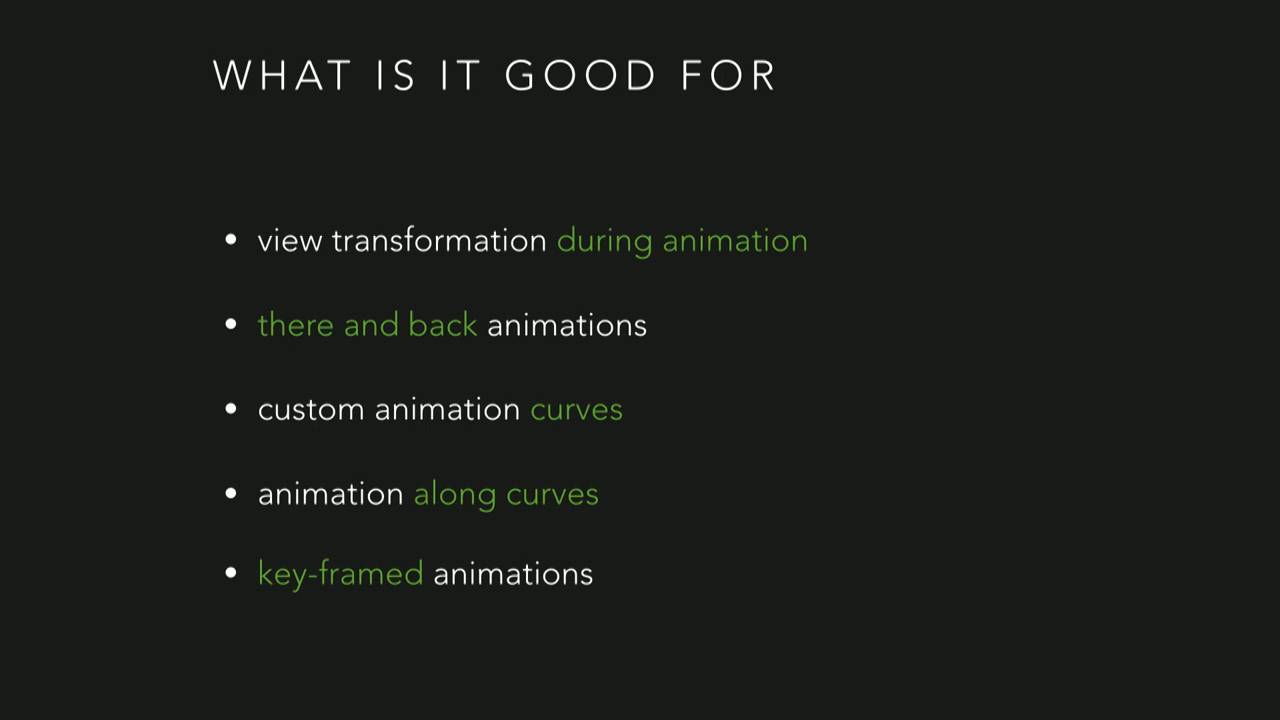 WHAT IS IT GOOD FOR
• view transformation during animation
• there and back animations
• custom animation curves
• animation along curves
• key-framed animations